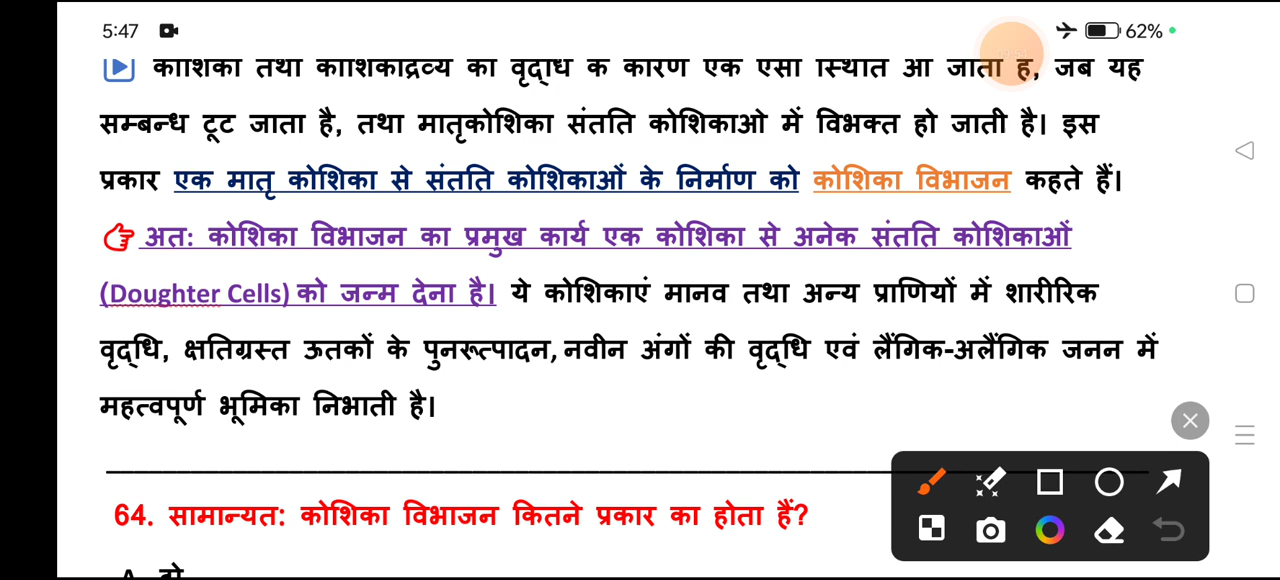 5:47
62%
कोशिका तथा कोशिकाद्रव्य की वृद्धि के कारण एक ऐसी स्थिति आ जाती है, जब यह
सम्बन्ध टूट जाता है, तथा मातृकोशिका संतति कोशिकाओ में विभक्त हो जाती है। इस
प्रकार एक मातृ कोशिका से संतति कोशिकाओं के निर्माण को कोशिका विभाजन कहते हैं।
अत: कोशिका विभाजन का प्रमुख कार्य एक कोशिका से अनेक संतति कोशिकाओं
(Doughter Cells) को जन्म देना है। ये कोशिकाएं मानव तथा अन्य प्राणियों में शारीरिक
वृद्धि, क्षतिग्रस्त ऊतकों के पुनरूत्पादन, नवीन अंगों की वृद्धि एवं लैंगिक-अलैंगिक जनन में
महत्वपूर्ण भूमिका निभाती है।
64. सामान्यत: कोशिका विभाजन कितने प्रकार का होता हैं?